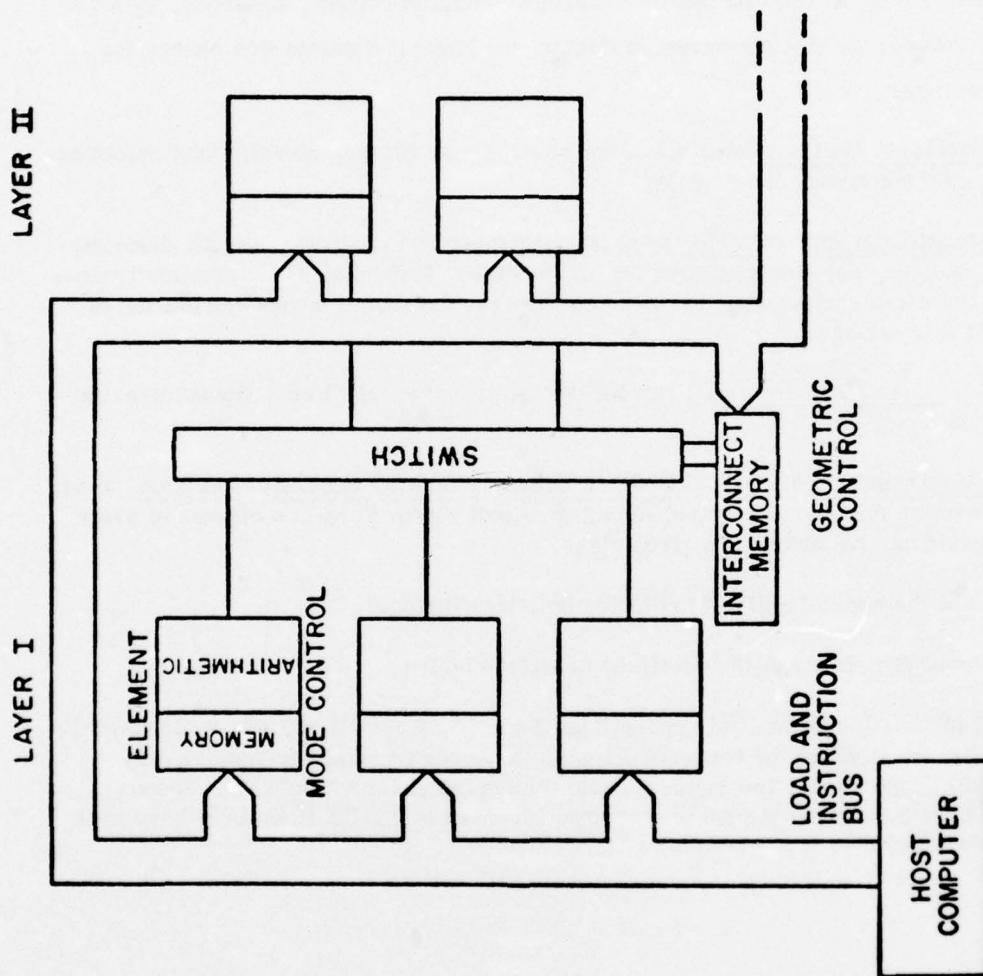 LAYER I
LAYER II
ELEMENT
MEMORY
ARITHMETIC
MODE CONTROL
SWITCH
INTERCONNECT
MEMORY
GEOMETRIC
CONTROL
LOAD AND
INSTRUCTION
BUS
HOST
COMPUTER